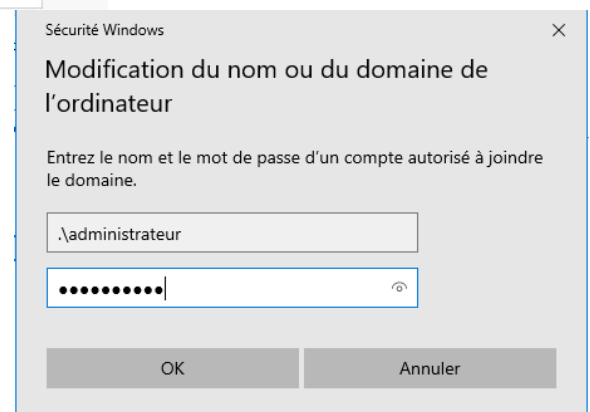 Sécurité Windows
Modification du nom ou du domaine de
l'ordinateur
Entrez le nom et le mot de passe d'un compte autorisé à joindre
le domaine.
.\administrateur
●●●●●●●●●●
OK Annuler